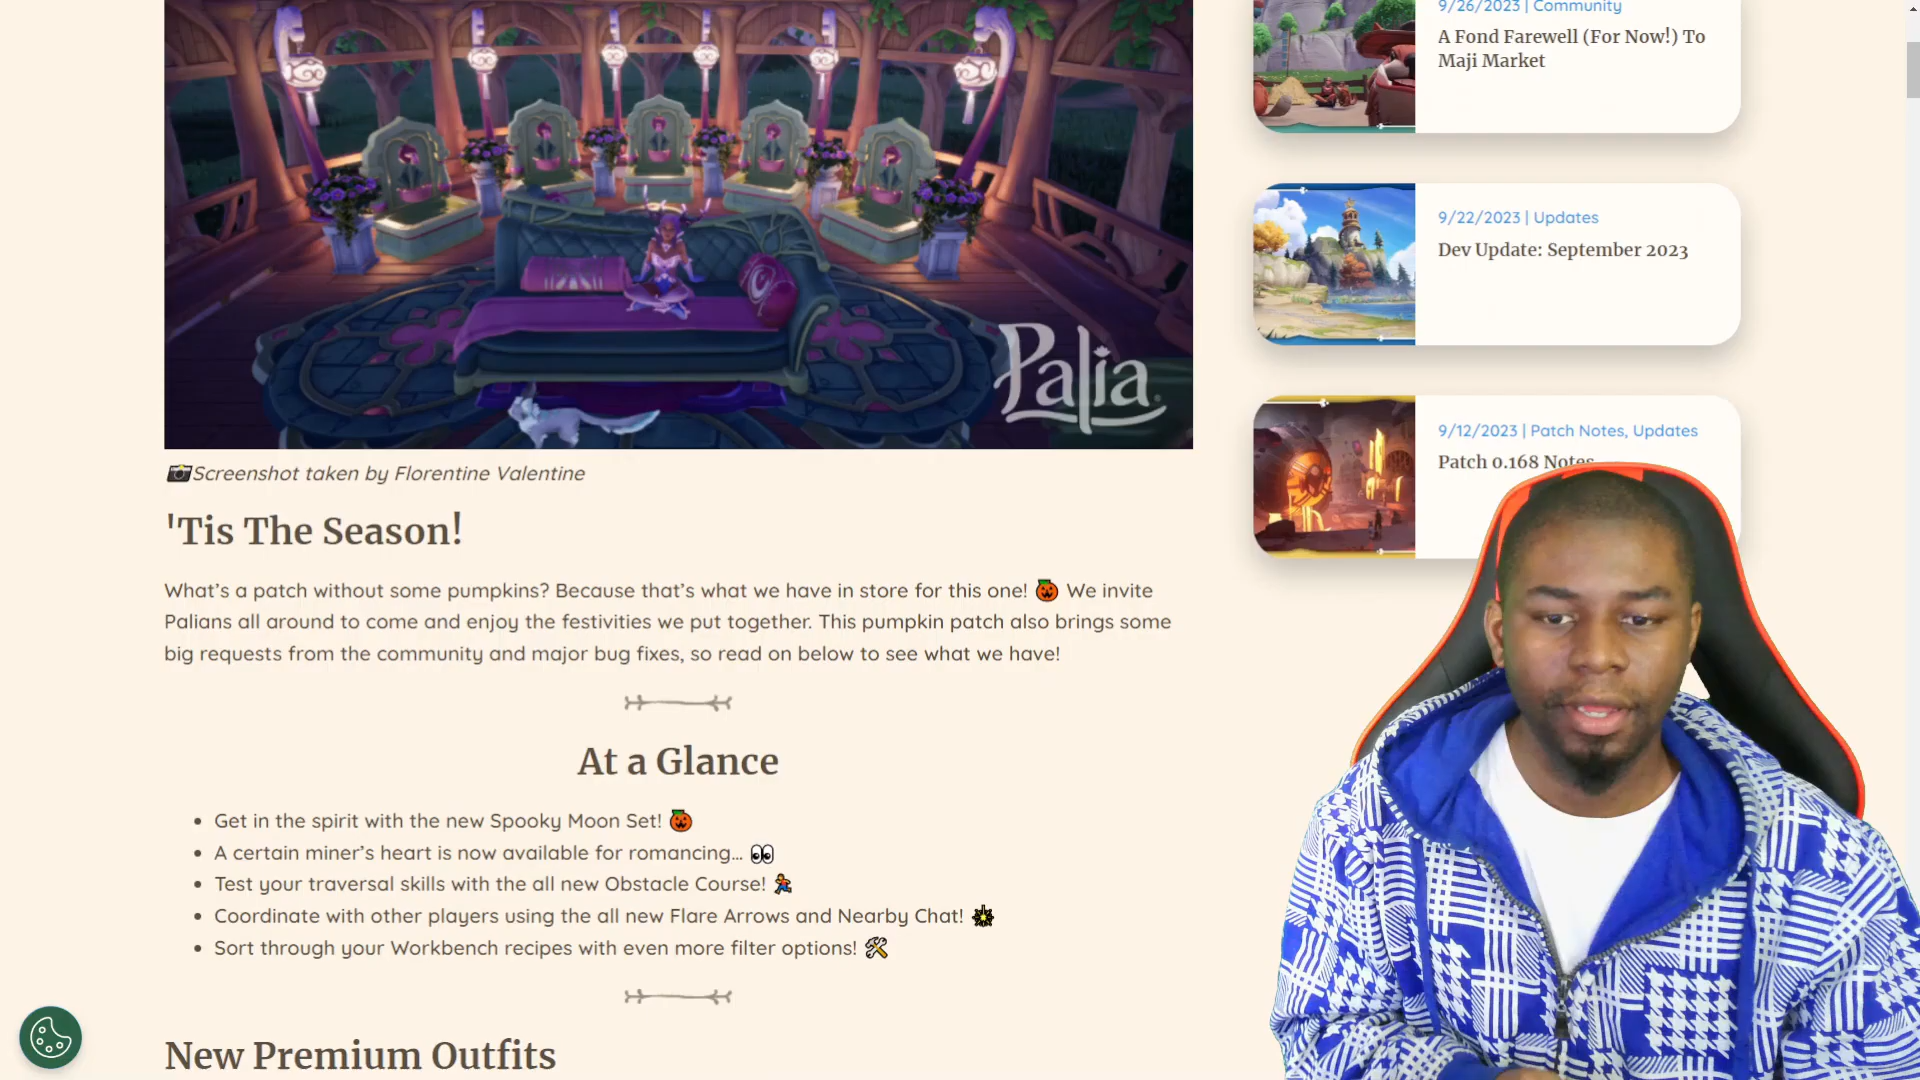 Palia
Screenshot taken by Florentine Valentine
'Tis The Season!
What's a patch without some pumpkins? Because that's what we have in store for this one! 🎃 We invite
Palians all around to come and enjoy the festivities we put together. This pumpkin patch also brings some
big requests from the community and major bug fixes, so read on below to see what we have!
At a Glance
Get in the spirit with the new Spooky Moon Set! 🎃
A certain miner's heart is now available for romancing... 👀
Test your traversal skills with the all new Obstacle Course! 🏃
Coordinate with other players using the all new Flare Arrows and Nearby Chat!
Sort through your Workbench recipes with even more filter options! 🛠
New Premium Outfits
9/26/2023 | Community
A Fond Farewell (For Now!) To
Maji Market
9/22/2023 | Updates
Dev Update: September 2023
9/12/2023 | Patch Notes, Updates
Patch 0.168 Notes